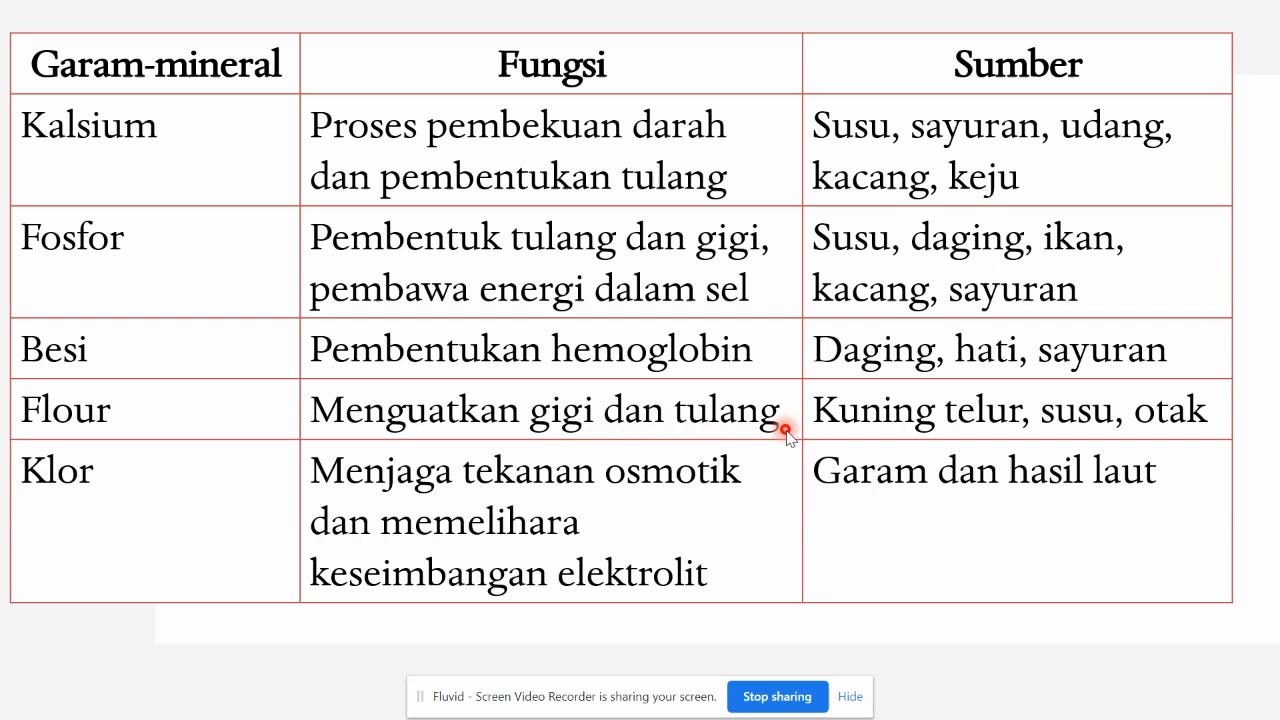 Garam-mineral Fungsi Sumber
Kalsium Proses pembekuan darah Susu, sayuran, udang,
dan pembentukan tulang kacang, keju
Fosfor Pembentuk tulang dan gigi, Susu, daging, ikan,
pembawa energi dalam sel kacang, sayuran
Besi Pembentukan hemoglobin Daging, hati, sayuran
Flour Menguatkan gigi dan tulang Kuning telur, susu, otak
Klor Menjaga tekanan osmotik Garam dan hasil laut
dan memelihara
keseimbangan elektrolit
Fluvid - Screen Video Recorder is sharing your screen. Stop sharing Hide